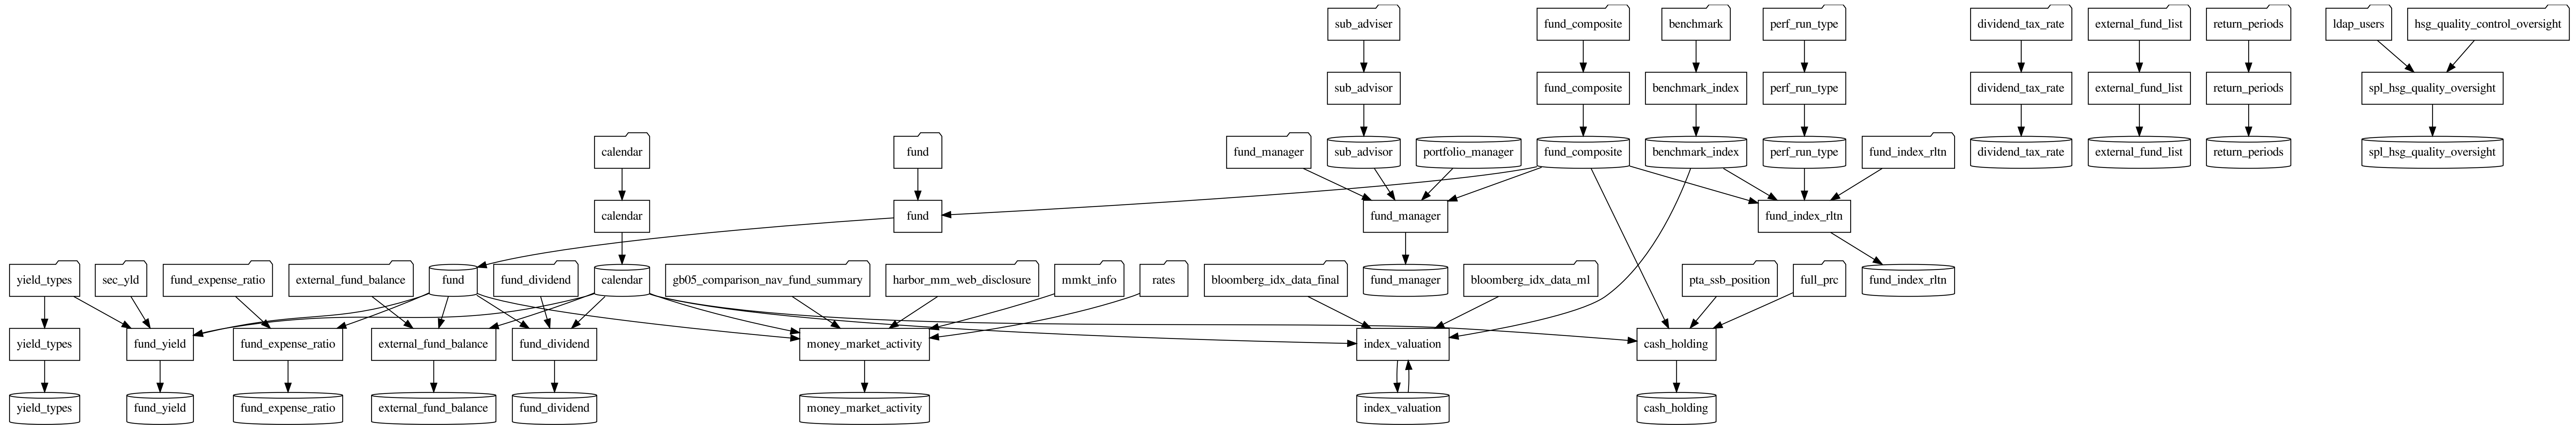 sub_adviser
fund_composite
benchmark
perf_run_type
dividend_tax_rate
external_fund_list
return_periods
ldap_users
hsg_quality_control_oversight
sub_advisor
fund_composite
benchmark_index
perf_run_type
dividend_tax_rate
external_fund_list
return_periods
spl_hsg_quality_oversight
calendar
fund
fund_manager
sub_advisor
portfolio_manager
fund_composite
benchmark_index
perf_run_type
fund_index_rltn
dividend_tax_rate
external_fund_list
return_periods
spl_hsg_quality_oversight
calendar
fund
fund_manager
fund_index_rltn
yield_types
sec_yld
fund_expense_ratio
external_fund_balance
fund
fund_dividend
calendar
gb05_comparison_nav_fund_summary
harbor_mm_web_disclosure
mmkt_info
rates
bloomberg_idx_data_final
fund_manager
bloomberg_idx_data_ml
pta_ssb_position
full_prc
fund_index_rltn
yield_types
fund_yield
fund_expense_ratio
external_fund_balance
fund_dividend
money_market_activity
index_valuation
cash_holding
yield_types
fund_yield
fund_expense_ratio
external_fund_balance
fund_dividend
money_market_activity
index_valuation
cash_holding